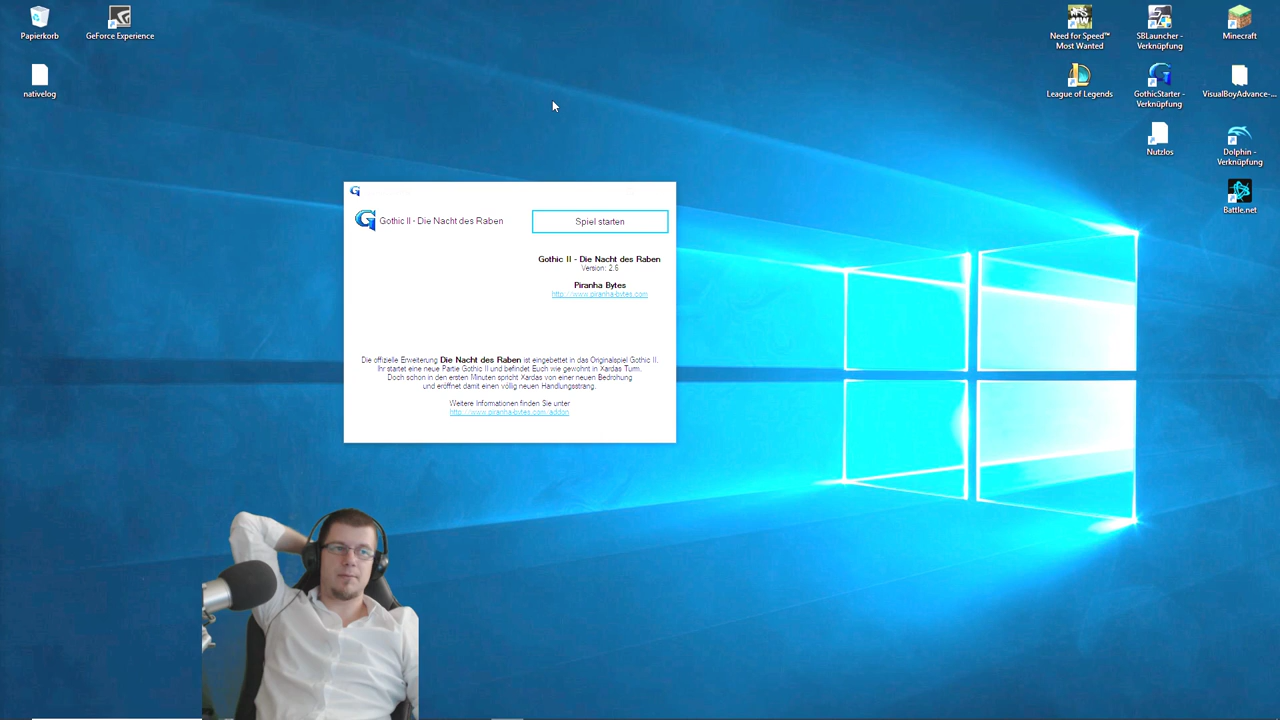 Papierkorb
GeForce Experience
nativelog
Need for Speed™
Most Wanted
SBLauncher -
Verknüpfung
Minecraft
League of Legends
GothicStarter -
Verknüpfung
VisualBoyAdvance-...
Nutzlos
Dolphin -
Verknüpfung
Battle.net
Gothic II - Die Nacht des Raben
Spiel starten
Gothic II - Die Nacht des Raben
Version: 2.6
Piranha Bytes
http://www.piranha-bytes.com
Die offizielle Erweiterung Die Nacht des Raben ist eingebettet in das Originalspiel Gothic II.
Ihr startet eine neue Partie Gothic II und befindet Euch wie gewohnt in Xardas Turm.
Doch schon in den ersten Minuten spricht Xardas von einer neuen Bedrohung
und eröffnet damit einen völlig neuen Handlungsstrang.
Weitere Informationen finden Sie unter
http://www.piranha-bytes.com/addon